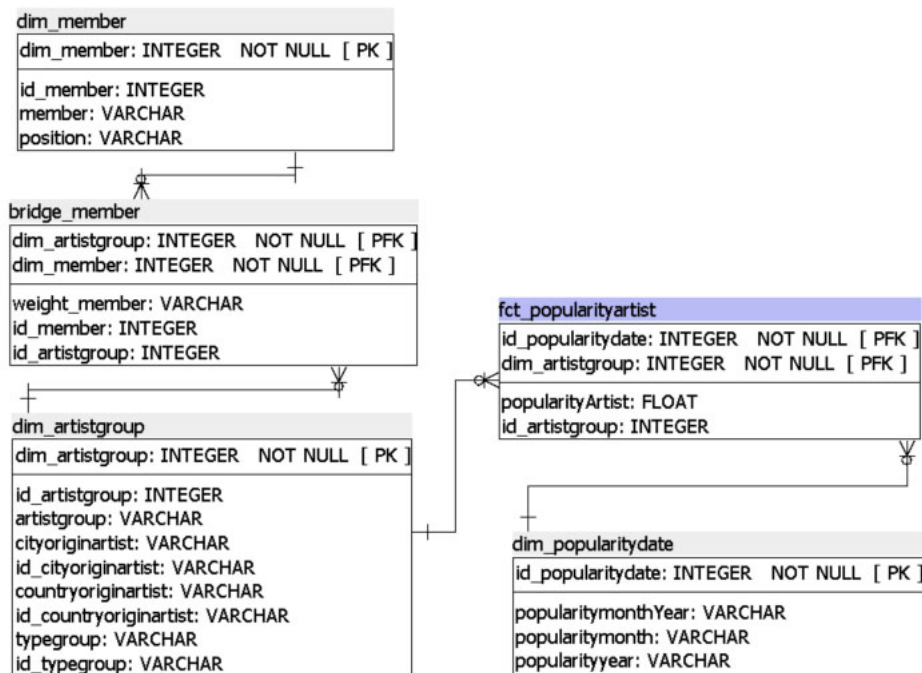 dim_member
dim_member: INTEGER NOT NULL [ PK ]
id_member: INTEGER
member: VARCHAR
position: VARCHAR
bridge_member
dim_artistgroup: INTEGER NOT NULL [ PFK ]
dim_member: INTEGER NOT NULL [ PFK ]
weight_member: VARCHAR
id_member: INTEGER
id_artistgroup: INTEGER
fct_popularityartist
id_popularitydate: INTEGER NOT NULL [ PFK ]
dim_artistgroup: INTEGER NOT NULL [ PFK ]
popularityArtist: FLOAT
id_artistgroup: INTEGER
dim_artistgroup
dim_artistgroup: INTEGER NOT NULL [ PK ]
id_artistgroup: INTEGER
artistgroup: VARCHAR
cityoriginartist: VARCHAR
id_cityoriginartist: VARCHAR
countryoriginartist: VARCHAR
id_countryoriginartist: VARCHAR
typegroup: VARCHAR
id_typegroup: VARCHAR
dim_popularitydate
id_popularitydate: INTEGER NOT NULL [ PK ]
popularitymonthYear: VARCHAR
popularitymonth: VARCHAR
popularityyear: VARCHAR